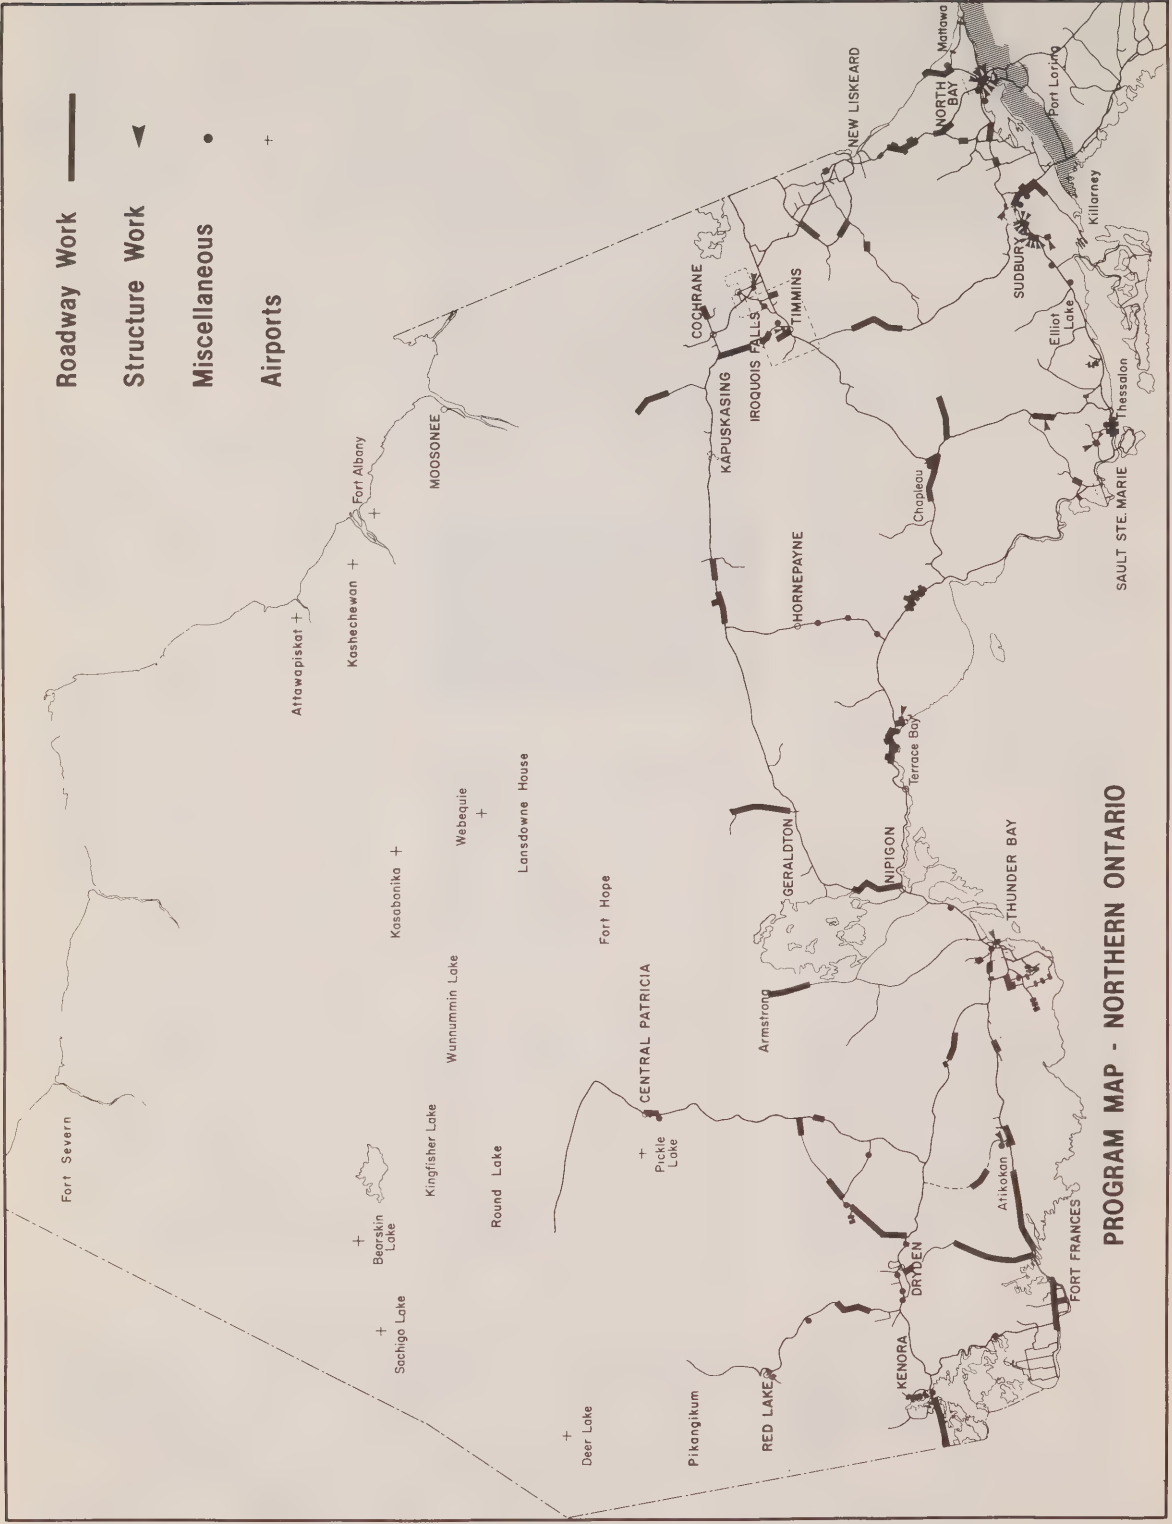 Roadway Work
Structure Work
Miscellaneous
Airports
Fort Severn
Attawapiskat
Kashechewan
Fort Albany
MOOSONEE
Bearskin
Lake
Sachigo Lake
Kingfisher Lake
Wunnummin Lake
Kasabonika
Webequie
Lansdowne House
Round Lake
Fort Hope
Deer Lake
Pikangikum
CENTRAL PATRICIA
Pickle
Lake
RED LAKE
Armstrong
GERALDTON
HORNEPAYNE
KAPUSKASING
COCHRANE
IROQUOIS FALLS
TIMMINS
NEW LISKEARD
NORTH
BAY
Mattawa
KENORA
DRYDEN
NIPIGON
Terrace Bay
Chapleau
SUDBURY
Elliot
Lake
Port Loring
Killarney
Atikokan
FORT FRANCES
THUNDER BAY
SAULT STE. MARIE
Thessalon
PROGRAM MAP - NORTHERN ONTARIO